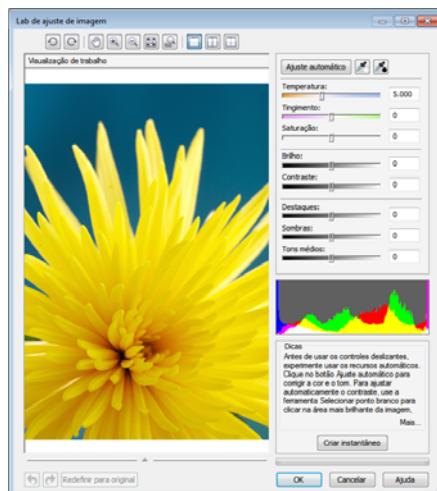 Lab de ajuste de imagem
Visualização de trabalho
Ajuste automático
Temperatura:
5.000
Tingimento:
0
Saturação:
0
Brilho:
0
Contraste:
0
Destaques:
0
Sombras:
0
Tons médios:
0
Dicas
Antes de usar os controles deslizantes,
experimente usar os recursos automáticos.
Clique no botão Ajuste automático para
corrigir a cor e o tom. Para ajustar
automaticamente o contraste, use a
ferramenta Selecionar ponto branco para
clicar na área mais brilhante da imagem.
Mais...
Criar instantâneo
Redefinir para original
OK
Cancelar
Ajuda